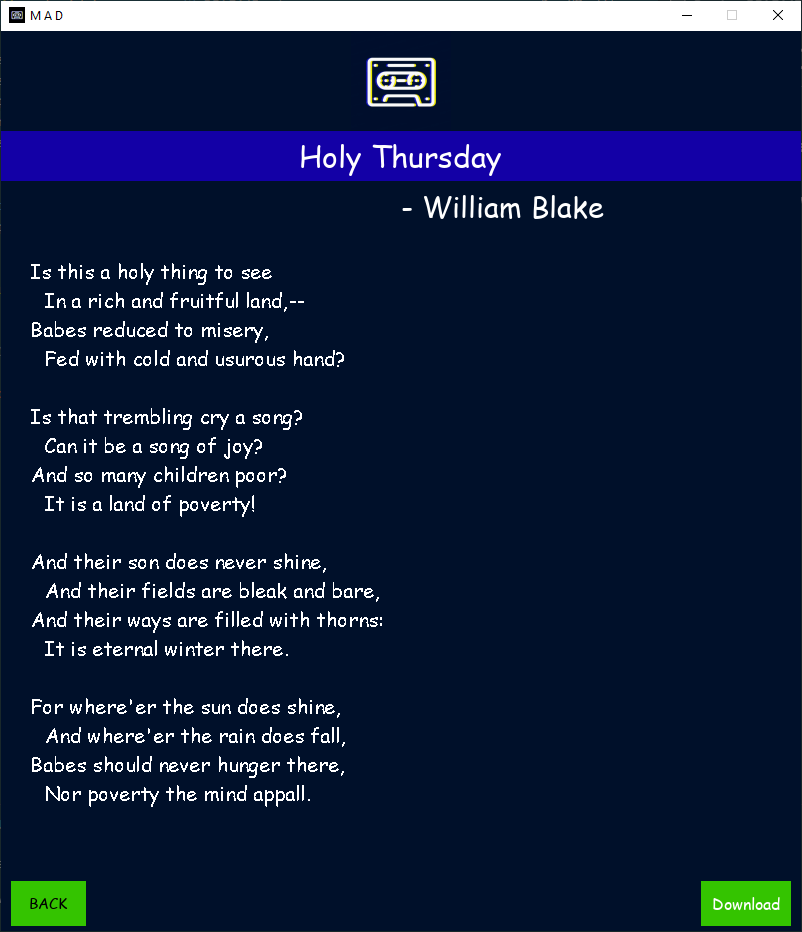 M A D
Holy Thursday
- William Blake
Is this a holy thing to see
In a rich and fruitful land,--
Babes reduced to misery,
Fed with cold and usurous hand?
Is that trembling cry a song?
Can it be a song of joy?
And so many children poor?
It is a land of poverty!
And their son does never shine,
And their fields are bleak and bare,
And their ways are filled with thorns:
It is eternal winter there.
For where'er the sun does shine,
And where'er the rain does fall,
Babes should never hunger there,
Nor poverty the mind appall.
BACK
Download